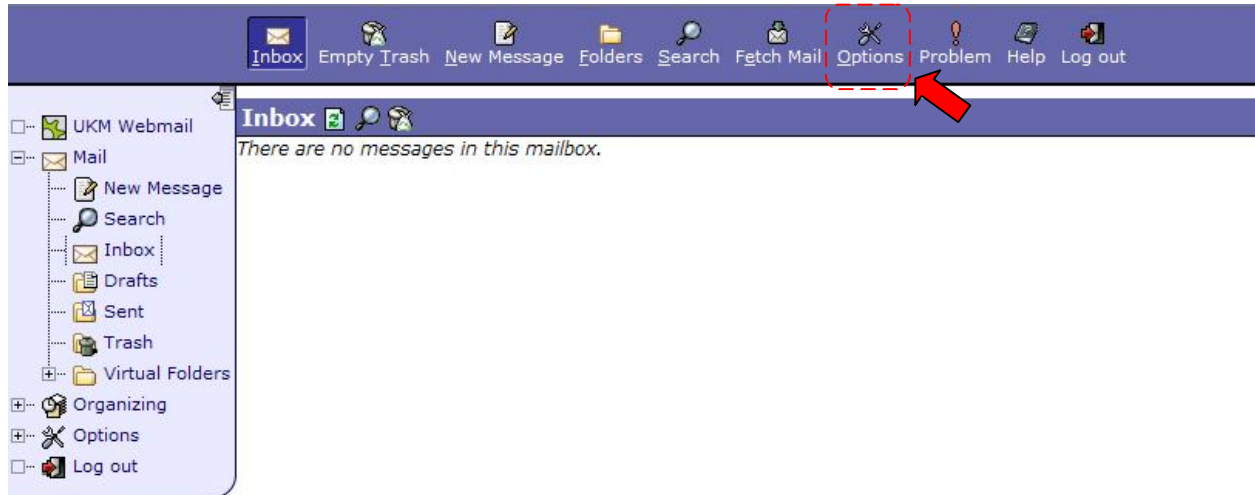 Inbox Empty Trash New Message Folders Search Fetch Mail Options Problem Help Log out
UKM Webmail
Mail
New Message
Search
Inbox
Drafts
Sent
Trash
Virtual Folders
Organizing
Options
Log out
Inbox
There are no messages in this mailbox.